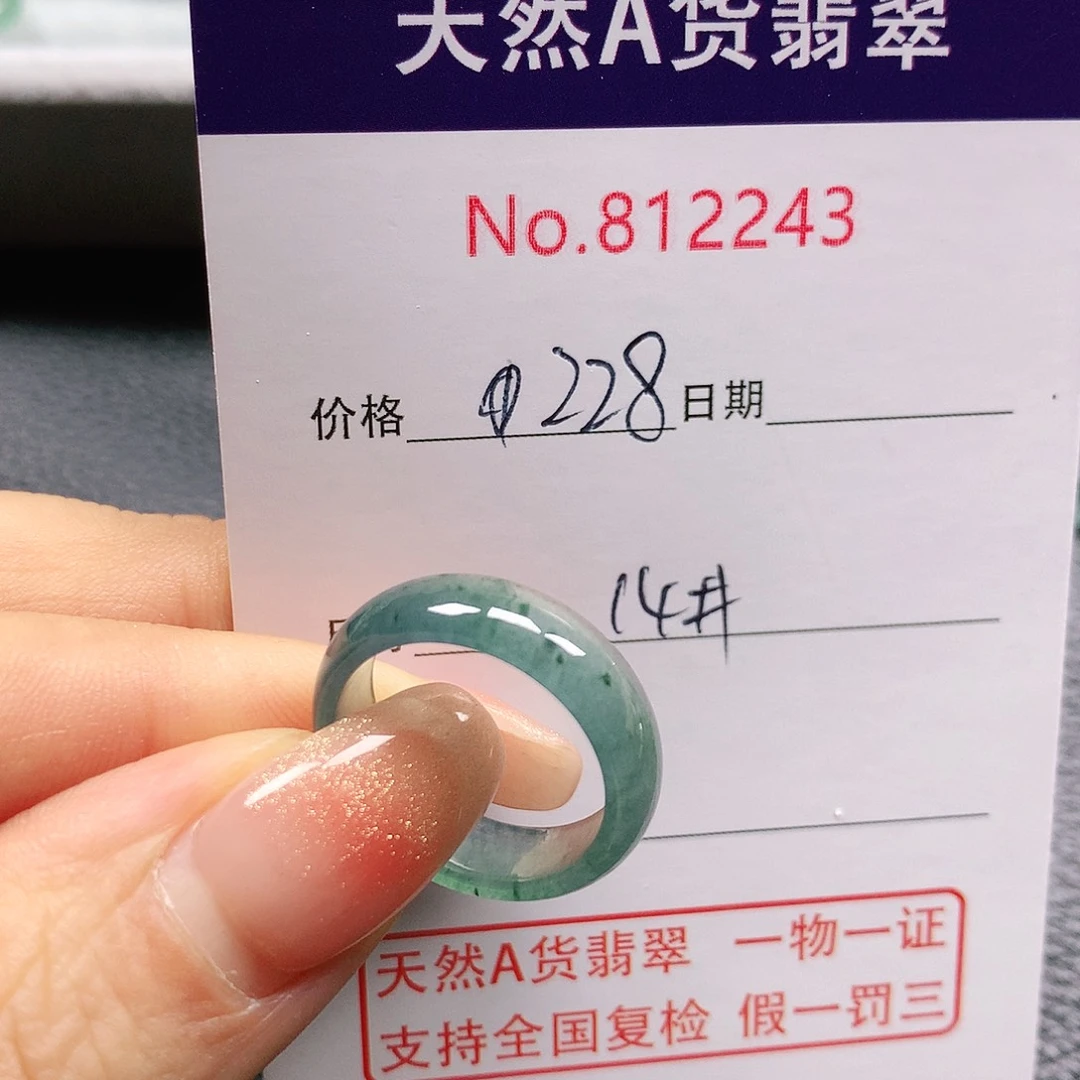 天然A货翡翠
No.812243
价格 228 日期
14#
天然A货翡翠 一物一证
支持全国复检 假一罚三